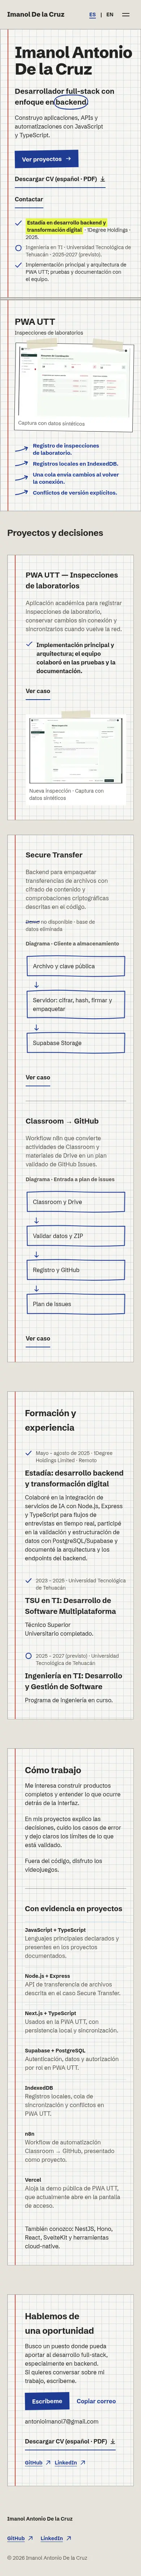 Imanol De la Cruz
ES | EN
Imanol Antonio
De la Cruz
Desarrollador full-stack con
enfoque en backend.
Construyo aplicaciones, APIs y
automatizaciones con JavaScript
y TypeScript.
Ver proyectos →
Descargar CV (español · PDF)
Contactar
Estadía en desarrollo backend y
transformación digital · IDegree Holdings ·
2025.
Ingeniería en TI · Universidad Tecnológica de
Tehuacán · 2025–2027 (previsto).
Implementación principal y arquitectura de
PWA UTT; pruebas y documentación con
el equipo.
PWA UTT
Inspecciones de laboratorios
Captura con datos sintéticos
Registro de inspecciones
de laboratorio.
Registros locales en IndexedDB.
Una cola envía cambios al volver
la conexión.
Conflictos de versión explícitos.
Proyectos y decisiones
PWA UTT — Inspecciones
de laboratorios
Aplicación académica para registrar
inspecciones de laboratorio,
conservar cambios sin conexión y
sincronizarlos cuando vuelve la red.
Implementación principal y
arquitectura; el equipo
colaboró en las pruebas y la
documentación.
Ver caso
Nueva inspección · Captura con
datos sintéticos
Secure Transfer
Backend para empaquetar
transferencias de archivos con
cifrado de contenido y
comprobaciones criptográficas
descritas en el código.
no disponible · base de
datos eliminada
Diagrama · Cliente a almacenamiento
Archivo y clave pública
Servidor: cifrar, hash, firmar y
empaquetar
Supabase Storage
Ver caso
Classroom → GitHub
Workflow n8n que convierte
actividades de Classroom y
materiales de Drive en un plan
validado de GitHub Issues.
Diagrama · Entrada a plan de issues
Classroom y Drive
Validar datos y ZIP
Registro y GitHub
Plan de issues
Ver caso
Formación y
experiencia
Mayo – agosto de 2025 · IDegree
Holdings Limited · Remoto
Estadía: desarrollo backend
y transformación digital
Colaboré en la integración de
servicios de IA con Node.js, Express
y TypeScript para flujos de
entrevistas en tiempo real, participé
en la validación y estructuración de
datos con PostgreSQL/Supabase y
documenté la arquitectura y los
endpoints del backend.
2023 – 2025 · Universidad Tecnológica
de Tehuacán
TSU en TI: Desarrollo de
Software Multiplataforma
Técnico Superior
Universitario completado.
2025 – 2027 (previsto) · Universidad
Tecnológica de Tehuacán
Ingeniería en TI: Desarrollo
y Gestión de Software
Programa de ingeniería en curso.
Cómo trabajo
Me interesa construir productos
completos y entender lo que ocurre
detrás de la interfaz.
En mis proyectos explico las
decisiones, cuido los casos de error
y dejo claros los límites de lo que
está validado.
Fuera del código, disfruto los
videojuegos.
Con evidencia en proyectos
JavaScript + TypeScript
Lenguajes principales declarados y
presentes en los proyectos
documentados.
Node.js + Express
API de transferencia de archivos
descrita en el caso Secure Transfer.
Next.js + TypeScript
Usados en la PWA UTT, con
persistencia local y sincronización.
Supabase + PostgreSQL
Autenticación, datos y autorización
por rol en PWA UTT.
IndexedDB
Registros locales, cola de
sincronización y conflictos en
PWA UTT.
n8n
Workflow de automatización
Classroom → GitHub, presentado
como proyecto.
Vercel
Aloja la demo pública de PWA UTT,
que actualmente abre en la pantalla
de acceso.
También conozco: NestJS, Hono,
React, SvelteKit y herramientas
cloud-native.
Hablemos de
una oportunidad
Busco un puesto donde pueda
aportar al desarrollo full-stack,
especialmente en backend.
Si quieres conversar sobre mi
trabajo, escríbeme.
Escríbeme
Copiar correo
antonioimanol7@gmail.com
Descargar CV (español · PDF)
GitHub ↗ LinkedIn ↗
Imanol Antonio De la Cruz
GitHub ↗ LinkedIn ↗
© 2026 Imanol Antonio De la Cruz